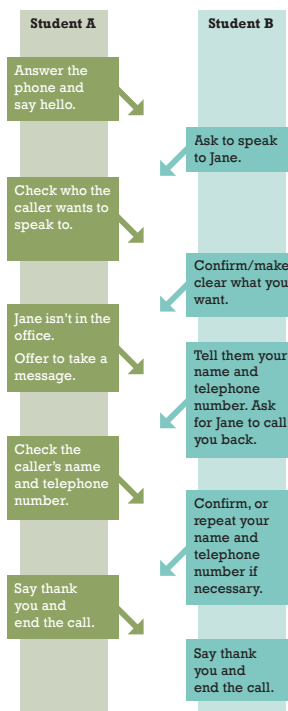 Student A
Student B
Answer the
phone and
say hello.
Ask to speak
to Jane.
Check who the
caller wants to
speak to.
Confirm/make
clear what you
want.
Jane isn't in the
office.
Offer to take a
message.
Tell them your
name and
telephone
number. Ask
for Jane to call
you back.
Check the
caller's name
and telephone
number.
Confirm, or
repeat your
name and
telephone
number if
necessary.
Say thank
you and
end the call.
Say thank
you and
end the call.